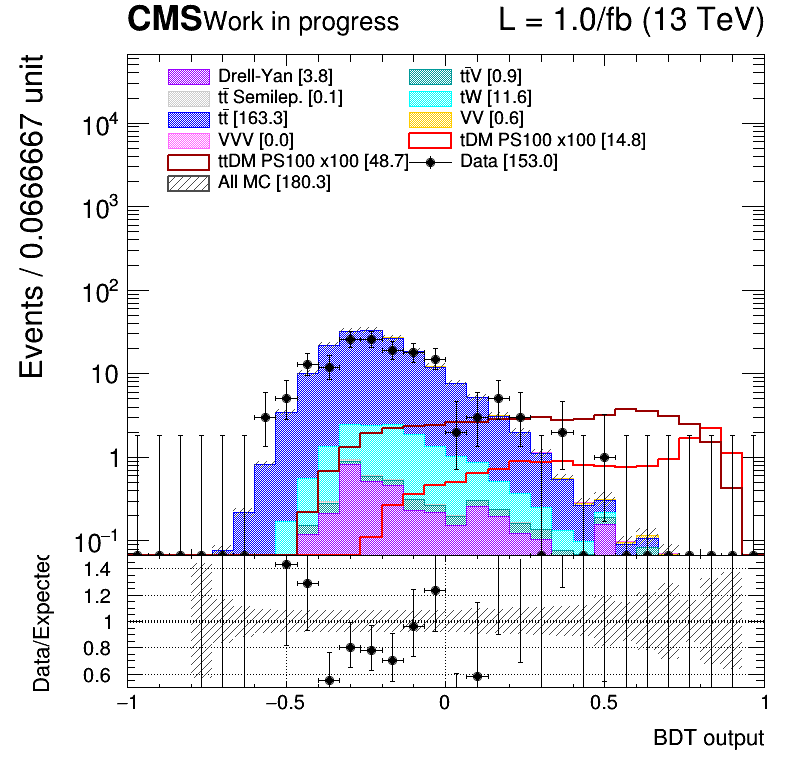 CMS Work in progress L = 1.0/fb (13 TeV)
Drell-Yan [3.8] tt̄V [0.9]
tt̄ Semilep. [0.1] tW [11.6]
tt̄ [163.3] VV [0.6]
VVV [0.0] tDM PS100 x100 [14.8]
ttDM PS100 x100 [48.7] Data [153.0]
All MC [180.3]
Events / 0.0666667 unit
10⁴
10³
10²
10
1
10⁻¹
Data/Expected
1.4
1.2
1
0.8
0.6
−1 −0.5 0 0.5 1
BDT output